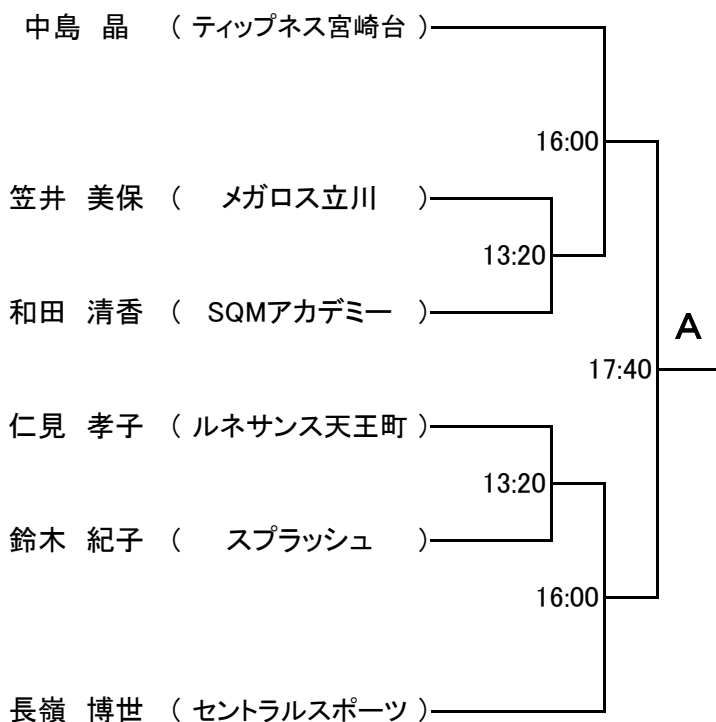 中島 晶 （ ティップネス宮崎台 ）
16:00
笠井 美保 （ メガロス立川 ）
13:20
和田 清香 （ SQMアカデミー ）
A
17:40
仁見 孝子 （ ルネサンス天王町 ）
13:20
鈴木 紀子 （ スプラッシュ ）
16:00
長嶺 博世 （ セントラルスポーツ ）